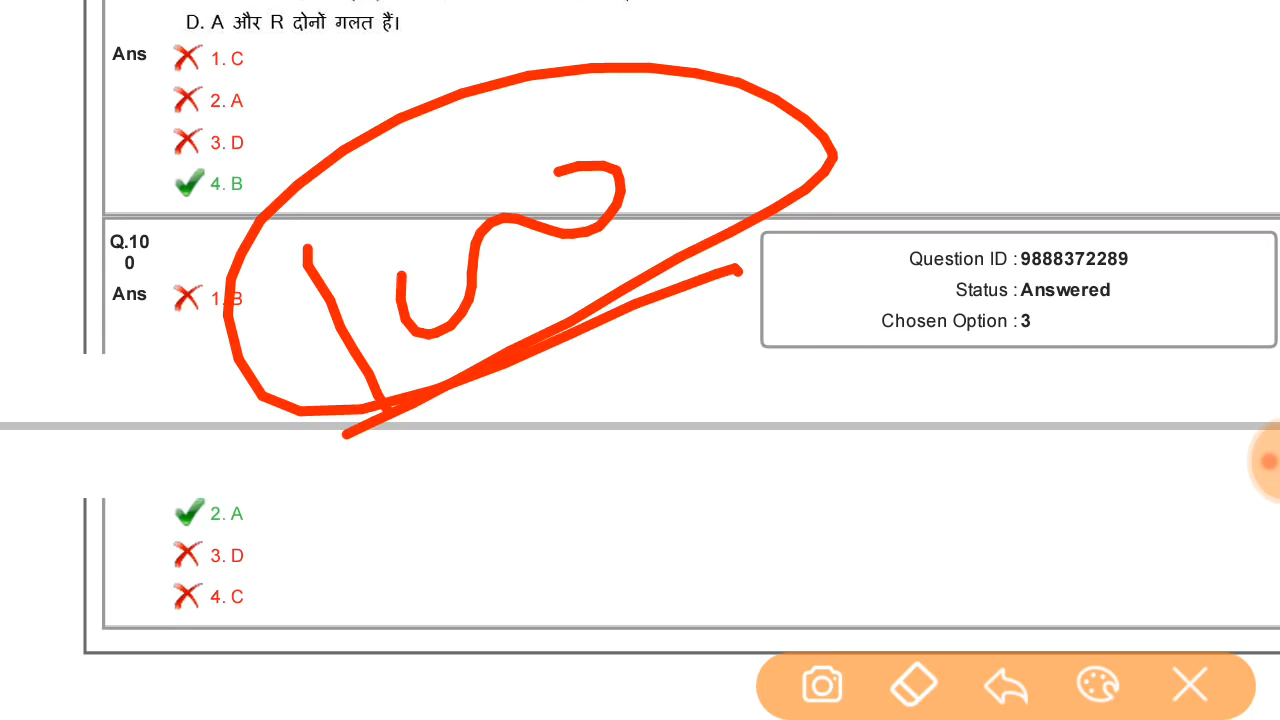 D. A और R दोनों गलत हैं।
Ans
1. C
2. A
3. D
4. B
Q.10
0
Question ID : 9888372289
Status : Answered
Chosen Option : 3
Ans
1. B
2. A
3. D
4. C